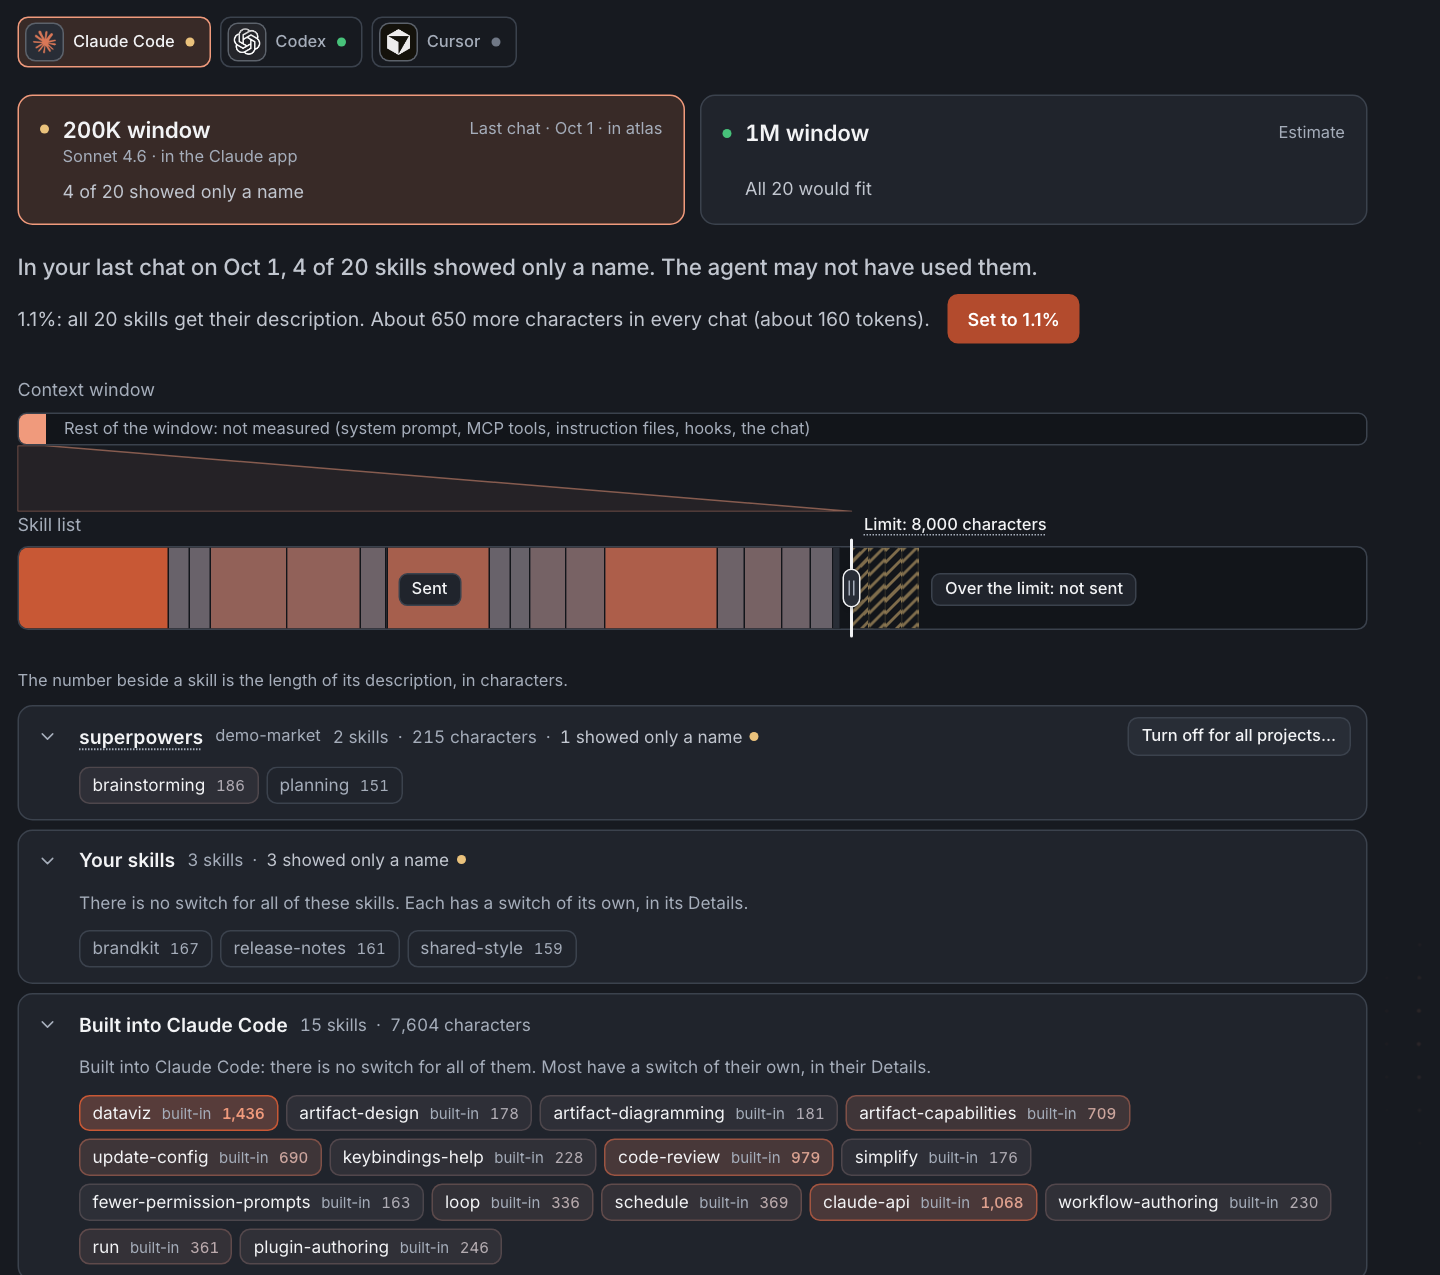 Claude Code
Codex
Cursor
200K window
Last chat · Oct 1 · in atlas
Sonnet 4.6 · in the Claude app
4 of 20 showed only a name
1M window
Estimate
All 20 would fit
In your last chat on Oct 1, 4 of 20 skills showed only a name. The agent may not have used them.
1.1%: all 20 skills get their description. About 650 more characters in every chat (about 160 tokens).
Set to 1.1%
Context window
Rest of the window: not measured (system prompt, MCP tools, instruction files, hooks, the chat)
Skill list
Limit: 8,000 characters
Sent
Over the limit: not sent
The number beside a skill is the length of its description, in characters.
superpowers demo-market 2 skills · 215 characters · 1 showed only a name
Turn off for all projects...
brainstorming 186
planning 151
Your skills 3 skills · 3 showed only a name
There is no switch for all of these skills. Each has a switch of its own, in its Details.
brandkit 167
release-notes 161
shared-style 159
Built into Claude Code 15 skills · 7,604 characters
Built into Claude Code: there is no switch for all of them. Most have a switch of their own, in their Details.
dataviz built-in 1,436
artifact-design built-in 178
artifact-diagramming built-in 181
artifact-capabilities built-in 709
update-config built-in 690
keybindings-help built-in 228
code-review built-in 979
simplify built-in 176
fewer-permission-prompts built-in 163
loop built-in 336
schedule built-in 369
claude-api built-in 1,068
workflow-authoring built-in 230
run built-in 361
plugin-authoring built-in 246